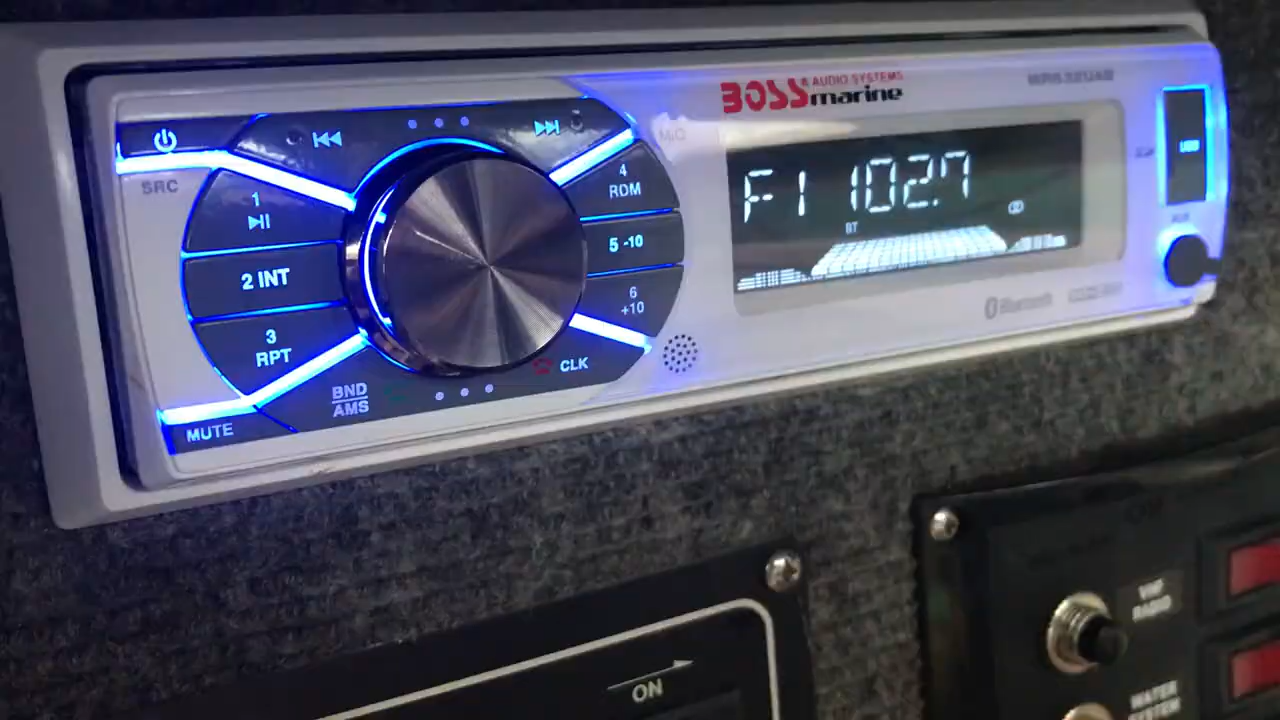 BOSS® AUDIO SYSTEMS
marine
SRC
1
2 INT
3
RPT
MUTE
BND
AMS
4
RDM
5 -10
6
+10
CLK
MIC
F1 102.7
BT
USB
AUX
Bluetooth
ON
VHF
RADIO
WATER
SYSTEM